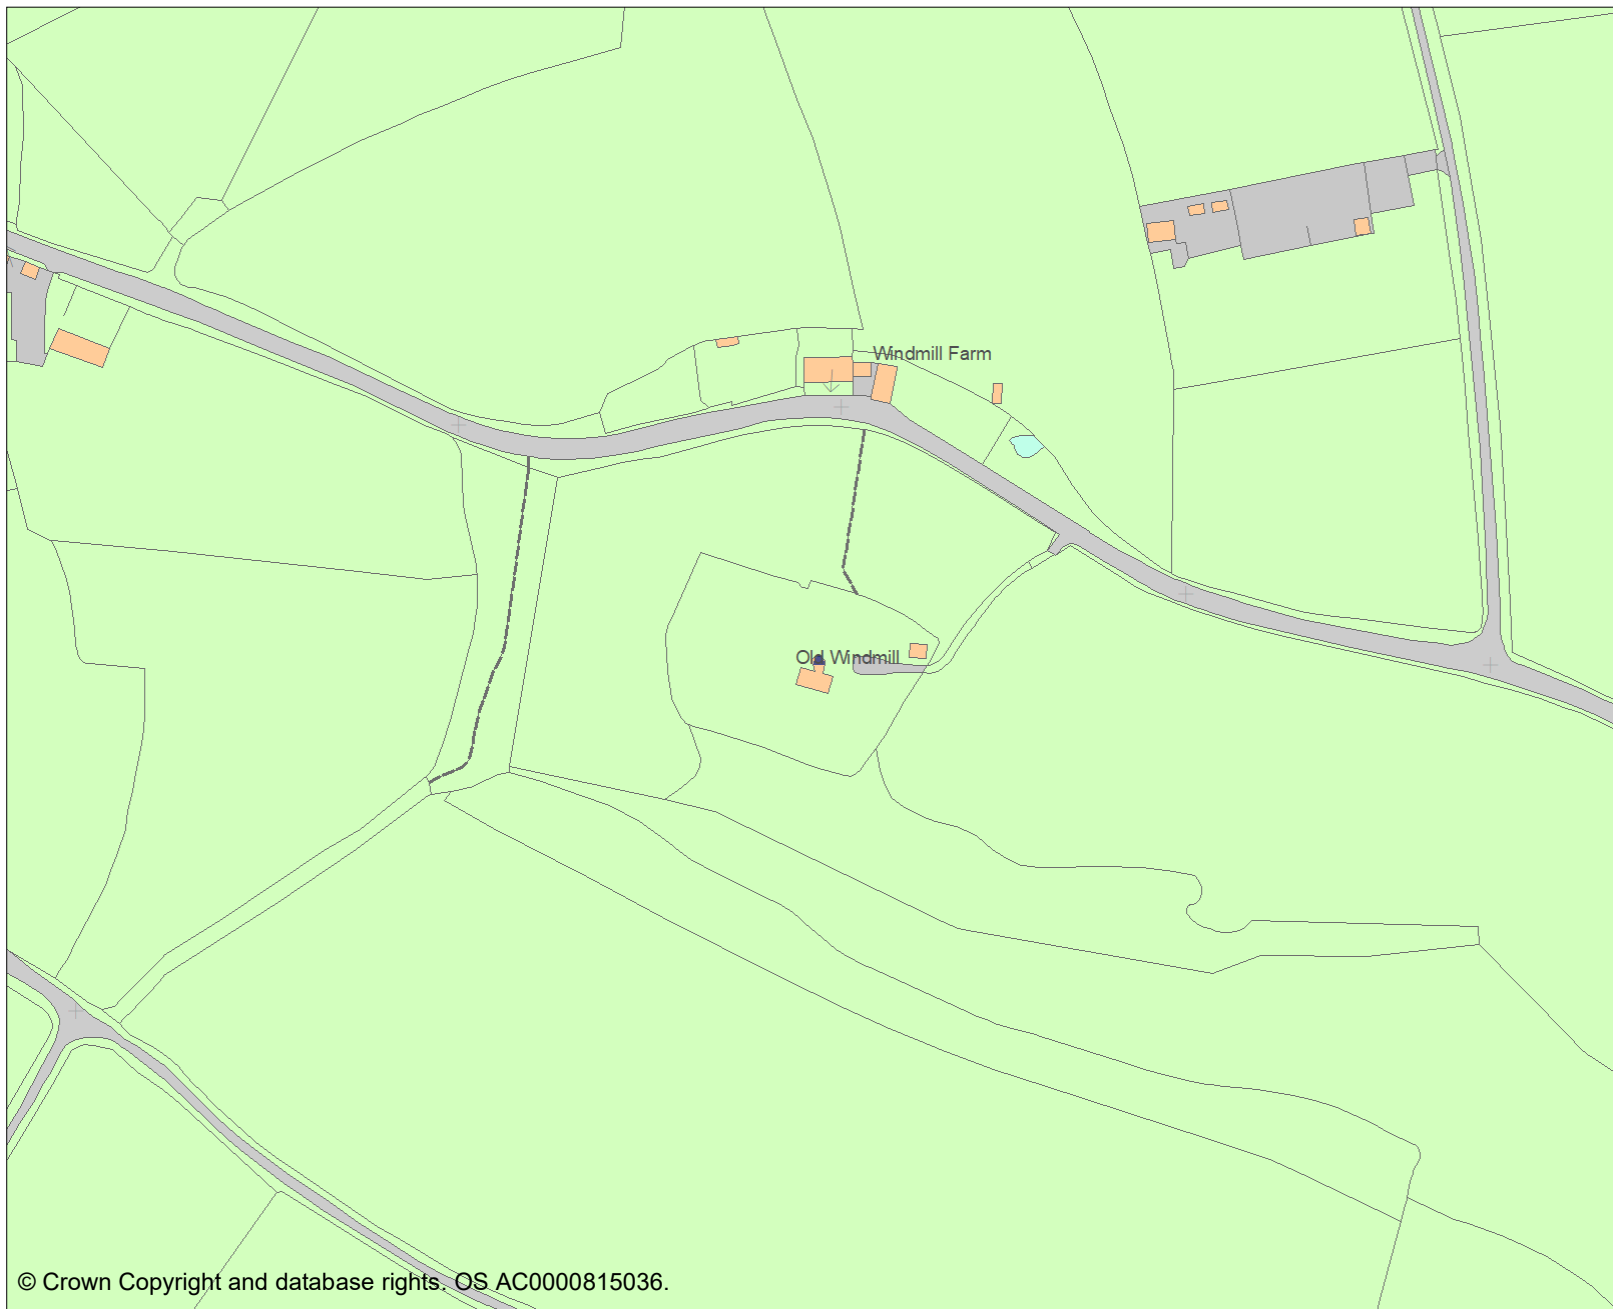 Windmill Farm
Old Windmill
© Crown Copyright and database rights. OS AC0000815036.